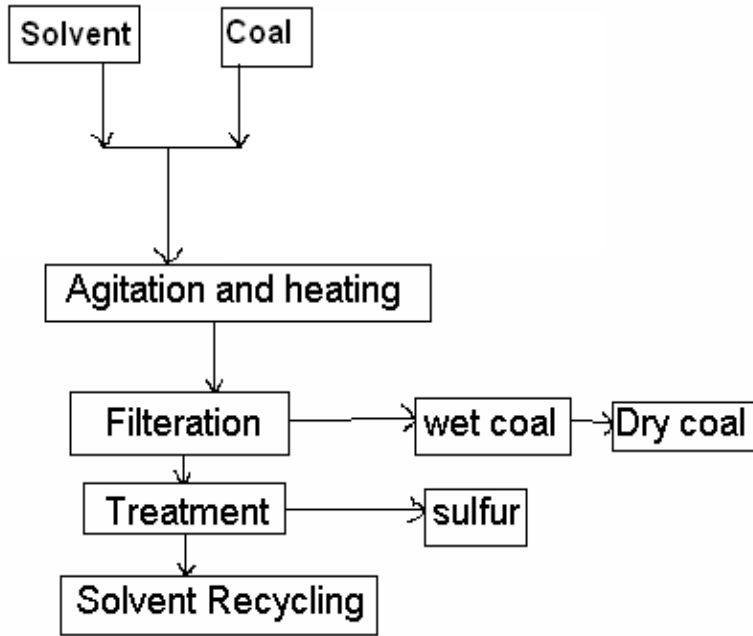 Solvent
Coal
Agitation and heating
Filteration
wet coal
Dry coal
Treatment
sulfur
Solvent Recycling